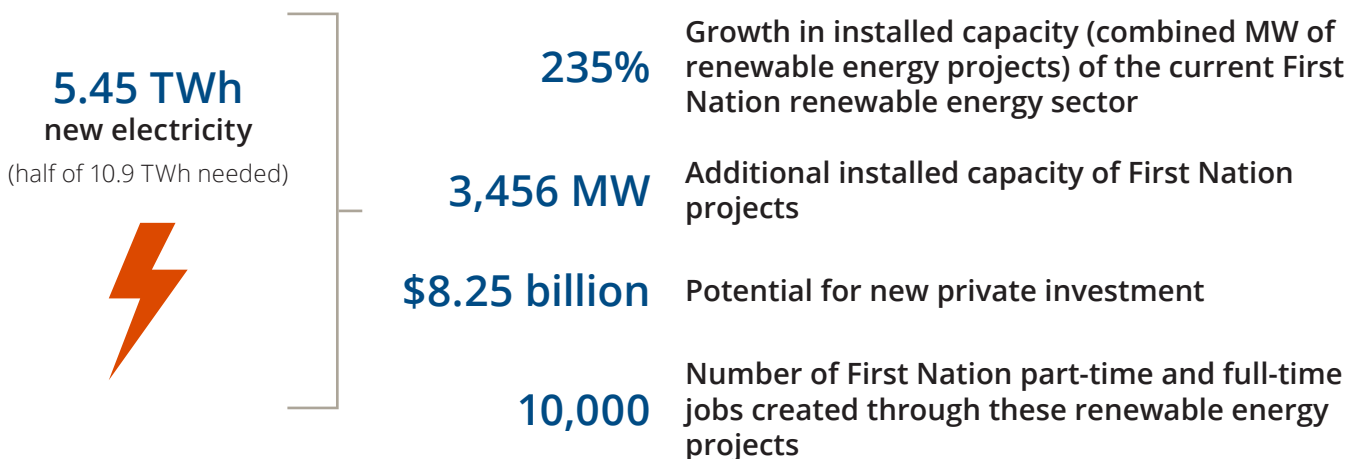 5.45 TWh
new electricity
(half of 10.9 TWh needed)
235%
Growth in installed capacity (combined MW of
renewable energy projects) of the current First
Nation renewable energy sector
3,456 MW
Additional installed capacity of First Nation
projects
$8.25 billion
Potential for new private investment
10,000
Number of First Nation part-time and full-time
jobs created through these renewable energy
projects